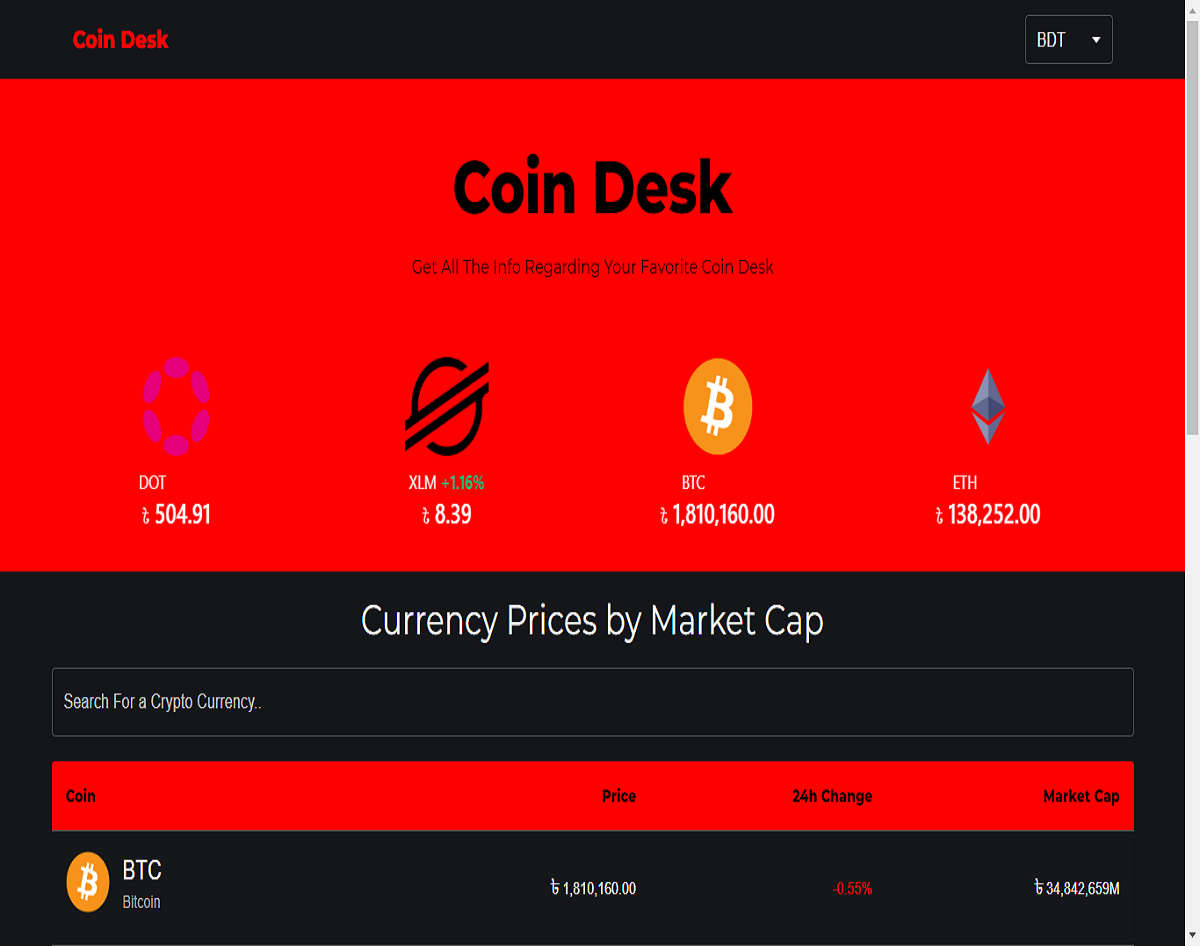 Coin Desk
BDT
Coin Desk
Get All The Info Regarding Your Favorite Coin Desk
DOT
XLM +1.16%
BTC
ETH
৳ 504.91
৳ 8.39
৳ 1,810,160.00
৳ 138,252.00
Currency Prices by Market Cap
Search For a Crypto Currency..
Coin Price 24h Change Market Cap
BTC
Bitcoin
৳ 1,810,160.00
-0.55%
৳ 34,842,659M